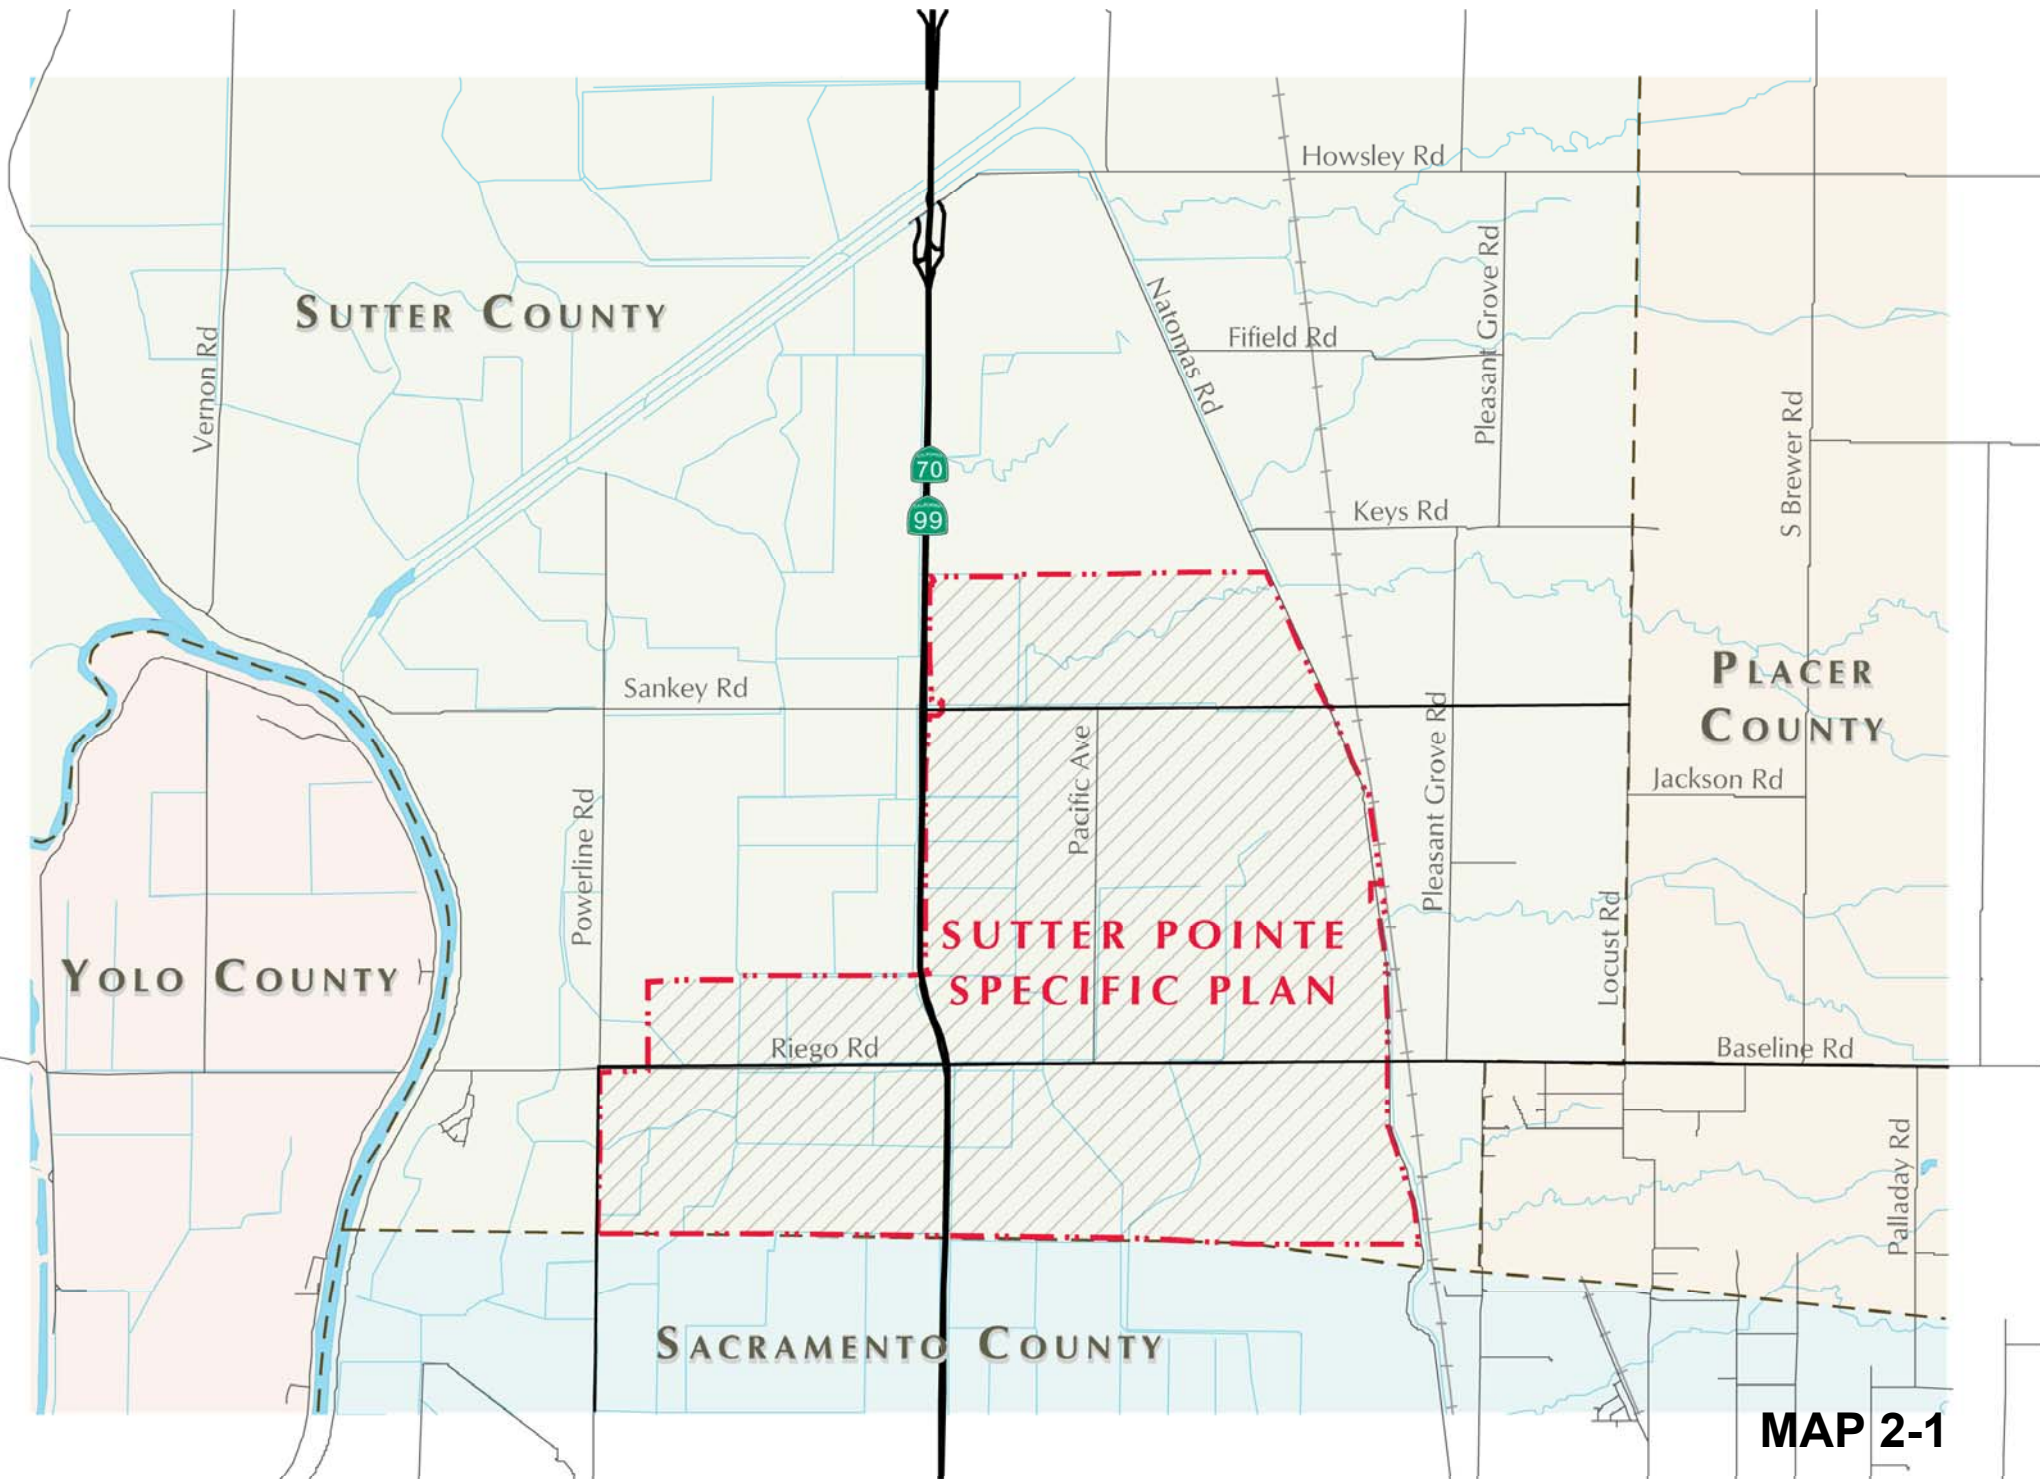 Howsley Rd
Pleasant Grove Rd
Natomas Rd
SUTTER COUNTY
Vernon Rd
Fifield Rd
S Brewer Rd
70
99
Keys Rd
Sankey Rd
PLACER
COUNTY
Pleasant Grove Rd
Pacific Ave
Jackson Rd
Powerline Rd
Locust Rd
SUTTER POINTE
SPECIFIC PLAN
YOLO COUNTY
Riego Rd
Baseline Rd
Palladay Rd
SACRAMENTO COUNTY
MAP 2-1